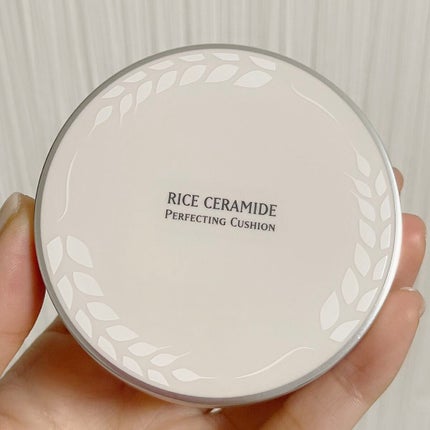 RICE CERAMIDE
PERFECTING CUSHION